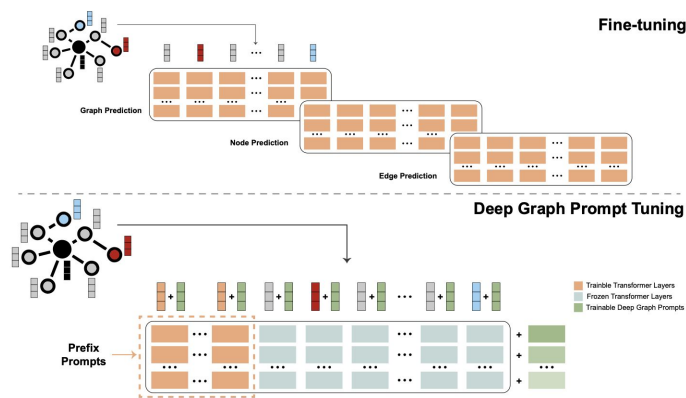 Fine-tuning
Graph Prediction
Node Prediction
Edge Prediction
Deep Graph Prompt Tuning
Trainble Transformer Layers
Frozen Transformer Layers
Trainable Deep Graph Prompts
Prefix
Prompts